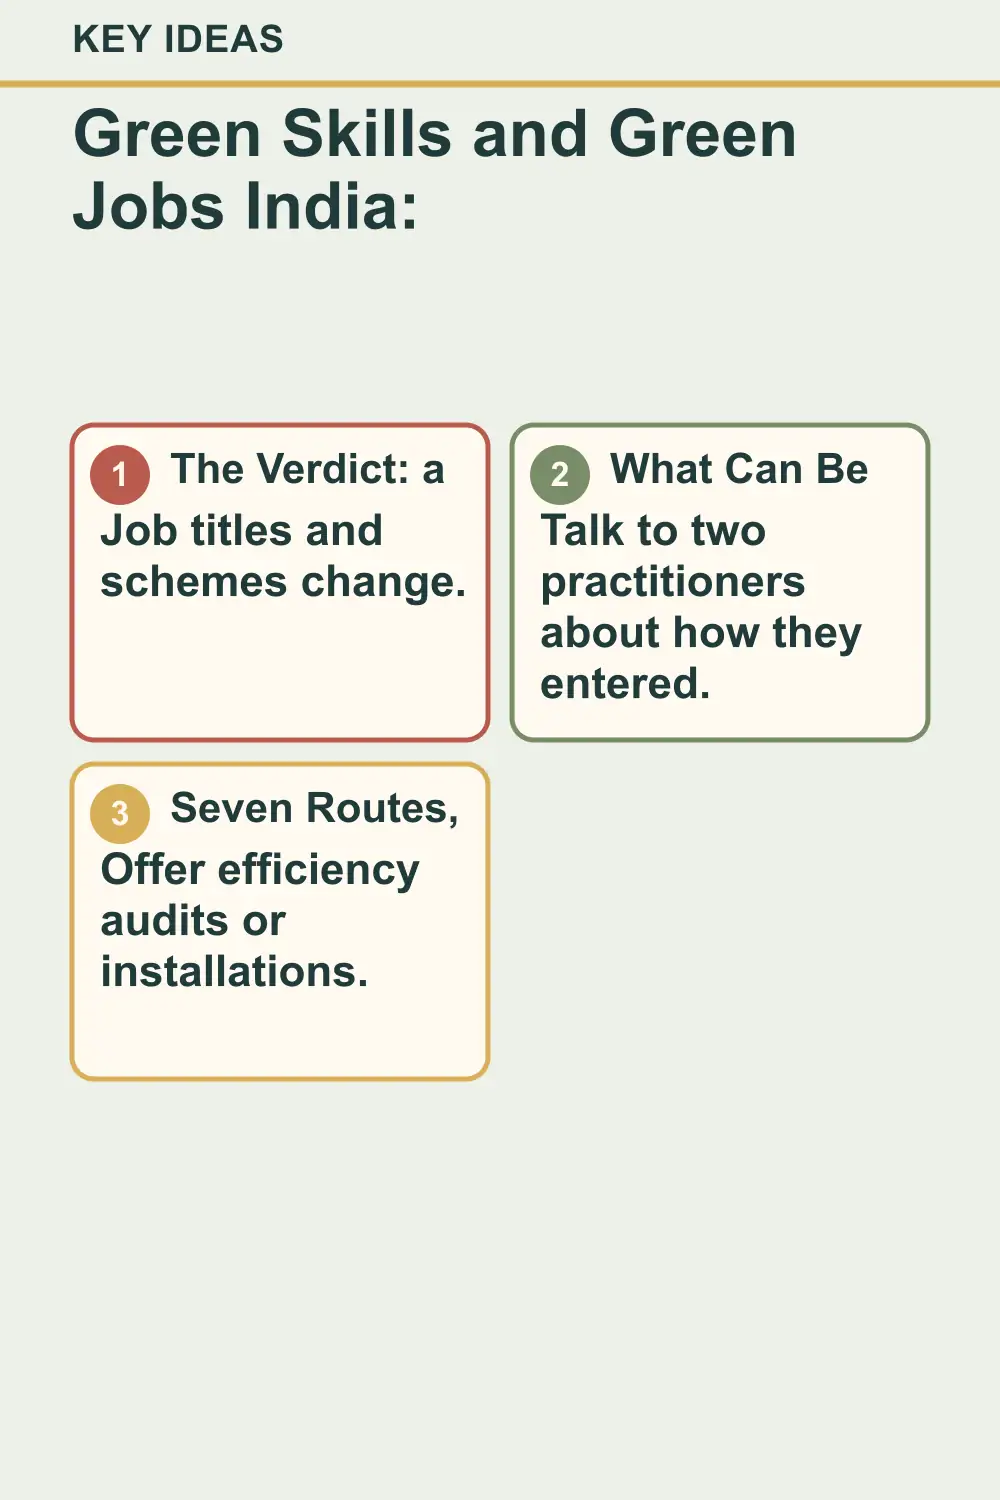 KEY IDEAS
Green Skills and Green
Jobs India:
1 The Verdict: a
Job titles and
schemes change.
2 What Can Be
Talk to two
practitioners
about how they
entered.
3 Seven Routes,
Offer efficiency
audits or
installations.